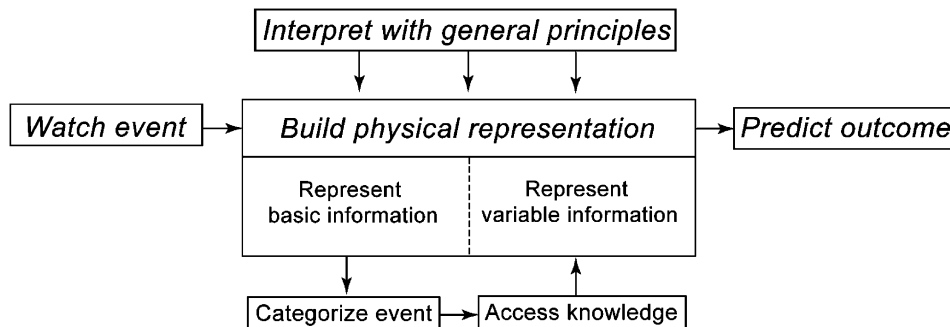 Interpret with general principles
Watch event
Build physical representation
Predict outcome
Represent
basic information
Represent
variable information
Categorize event
Access knowledge